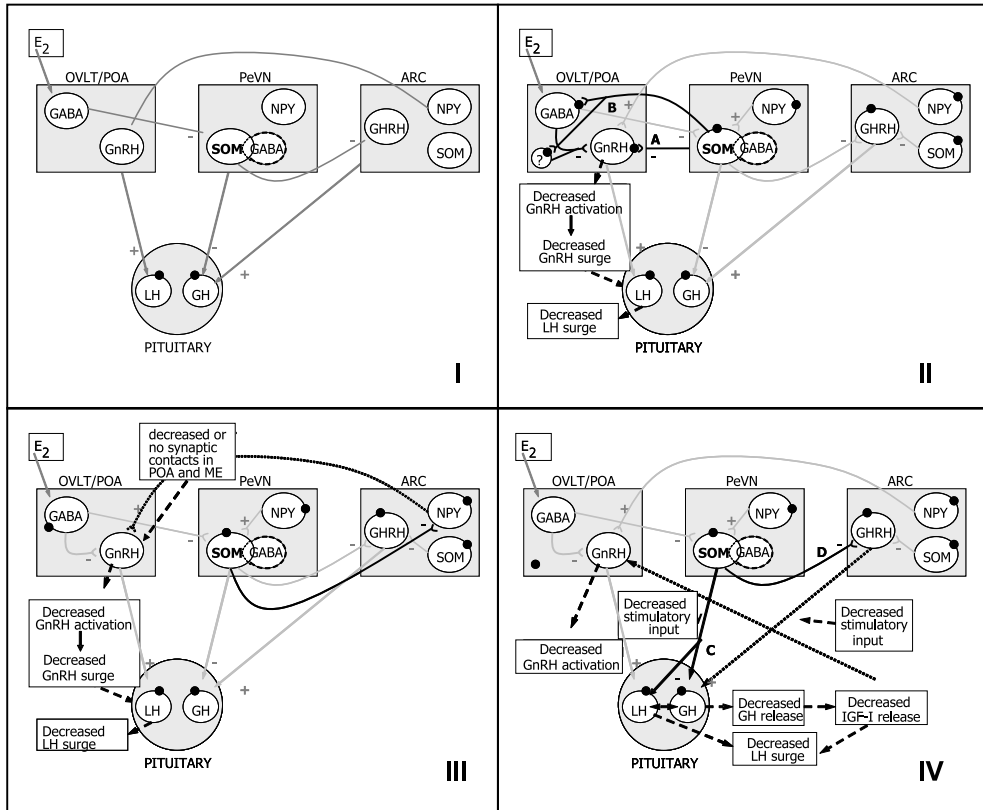 E2
OVLT/POA
PeVN
ARC
GABA
GnRH
NPY
SOM
GABA
GHRH
NPY
SOM
-
-
+
-
+
LH
GH
PITUITARY
I
E2
OVLT/POA
PeVN
ARC
GABA
B
+
-
+
NPY
GHRH
NPY
?
-
GnRH
A
-
SOM
GABA
-
-
SOM
Decreased
GnRH activation
Decreased
GnRH surge
+
-
+
LH
GH
Decreased
LH surge
PITUITARY
II
E2
decreased or
no synaptic
contacts in
POA and ME
OVLT/POA
PeVN
ARC
GABA
+
-
+
NPY
GHRH
NPY
-
GnRH
-
SOM
GABA
-
-
SOM
Decreased
GnRH activation
Decreased
GnRH surge
+
-
+
LH
GH
Decreased
LH surge
PITUITARY
III
E2
OVLT/POA
PeVN
ARC
GABA
+
-
+
NPY
GHRH
NPY
GnRH
-
SOM
GABA
D
-
-
SOM
Decreased
stimulatory
input
Decreased
stimulatory
input
Decreased
GnRH activation
C
+
-
+
LH
GH
Decreased
GH release
Decreased
IGF-I release
Decreased
LH surge
PITUITARY
IV